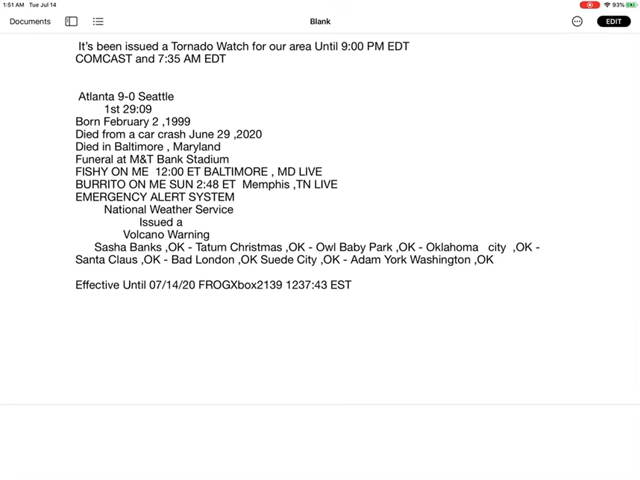 1:51 AM Tue Jul 14
93%
Documents
Blank
EDIT
It's been issued a Tornado Watch for our area Until 9:00 PM EDT
COMCAST and 7:35 AM EDT
Atlanta 9-0 Seattle
1st 29:09
Born February 2 ,1999
Died from a car crash June 29 ,2020
Died in Baltimore , Maryland
Funeral at M&T Bank Stadium
FISHY ON ME 12:00 ET BALTIMORE , MD LIVE
BURRITO ON ME SUN 2:48 ET Memphis ,TN LIVE
EMERGENCY ALERT SYSTEM
National Weather Service
Issued a
Volcano Warning
Sasha Banks ,OK - Tatum Christmas ,OK - Owl Baby Park ,OK - Oklahoma city ,OK -
Santa Claus ,OK - Bad London ,OK Suede City ,OK - Adam York Washington ,OK
Effective Until 07/14/20 FROGXbox2139 1237:43 EST